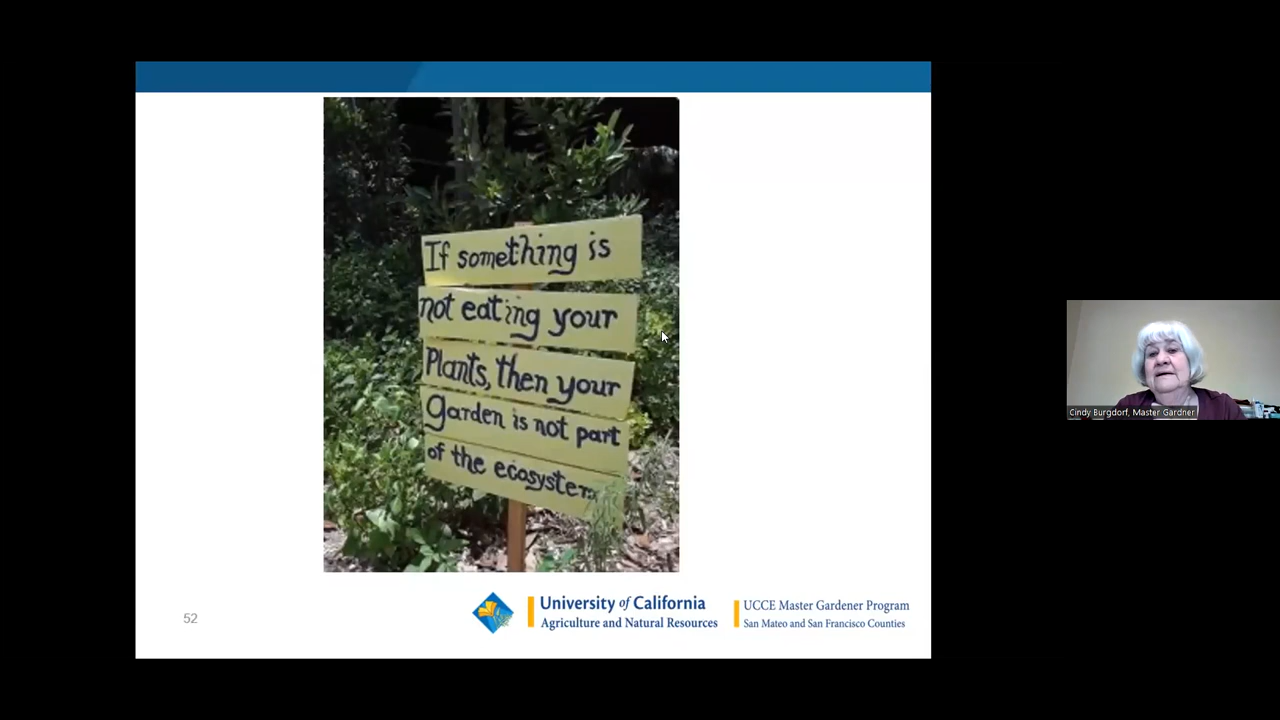 If something is
not eating your
Plants, then your
garden is not part
of the ecosystem
52
University of California
Agriculture and Natural Resources
UCCE Master Gardener Program
San Mateo and San Francisco Counties
Cindy Burgdorf, Master Gardner